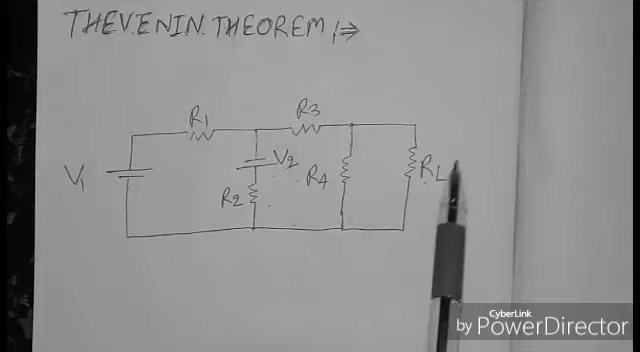 THEVENIN.THEOREM,⇒
R1
R3
V1
V2
R2
R4
RL
CyberLink
by PowerDirector